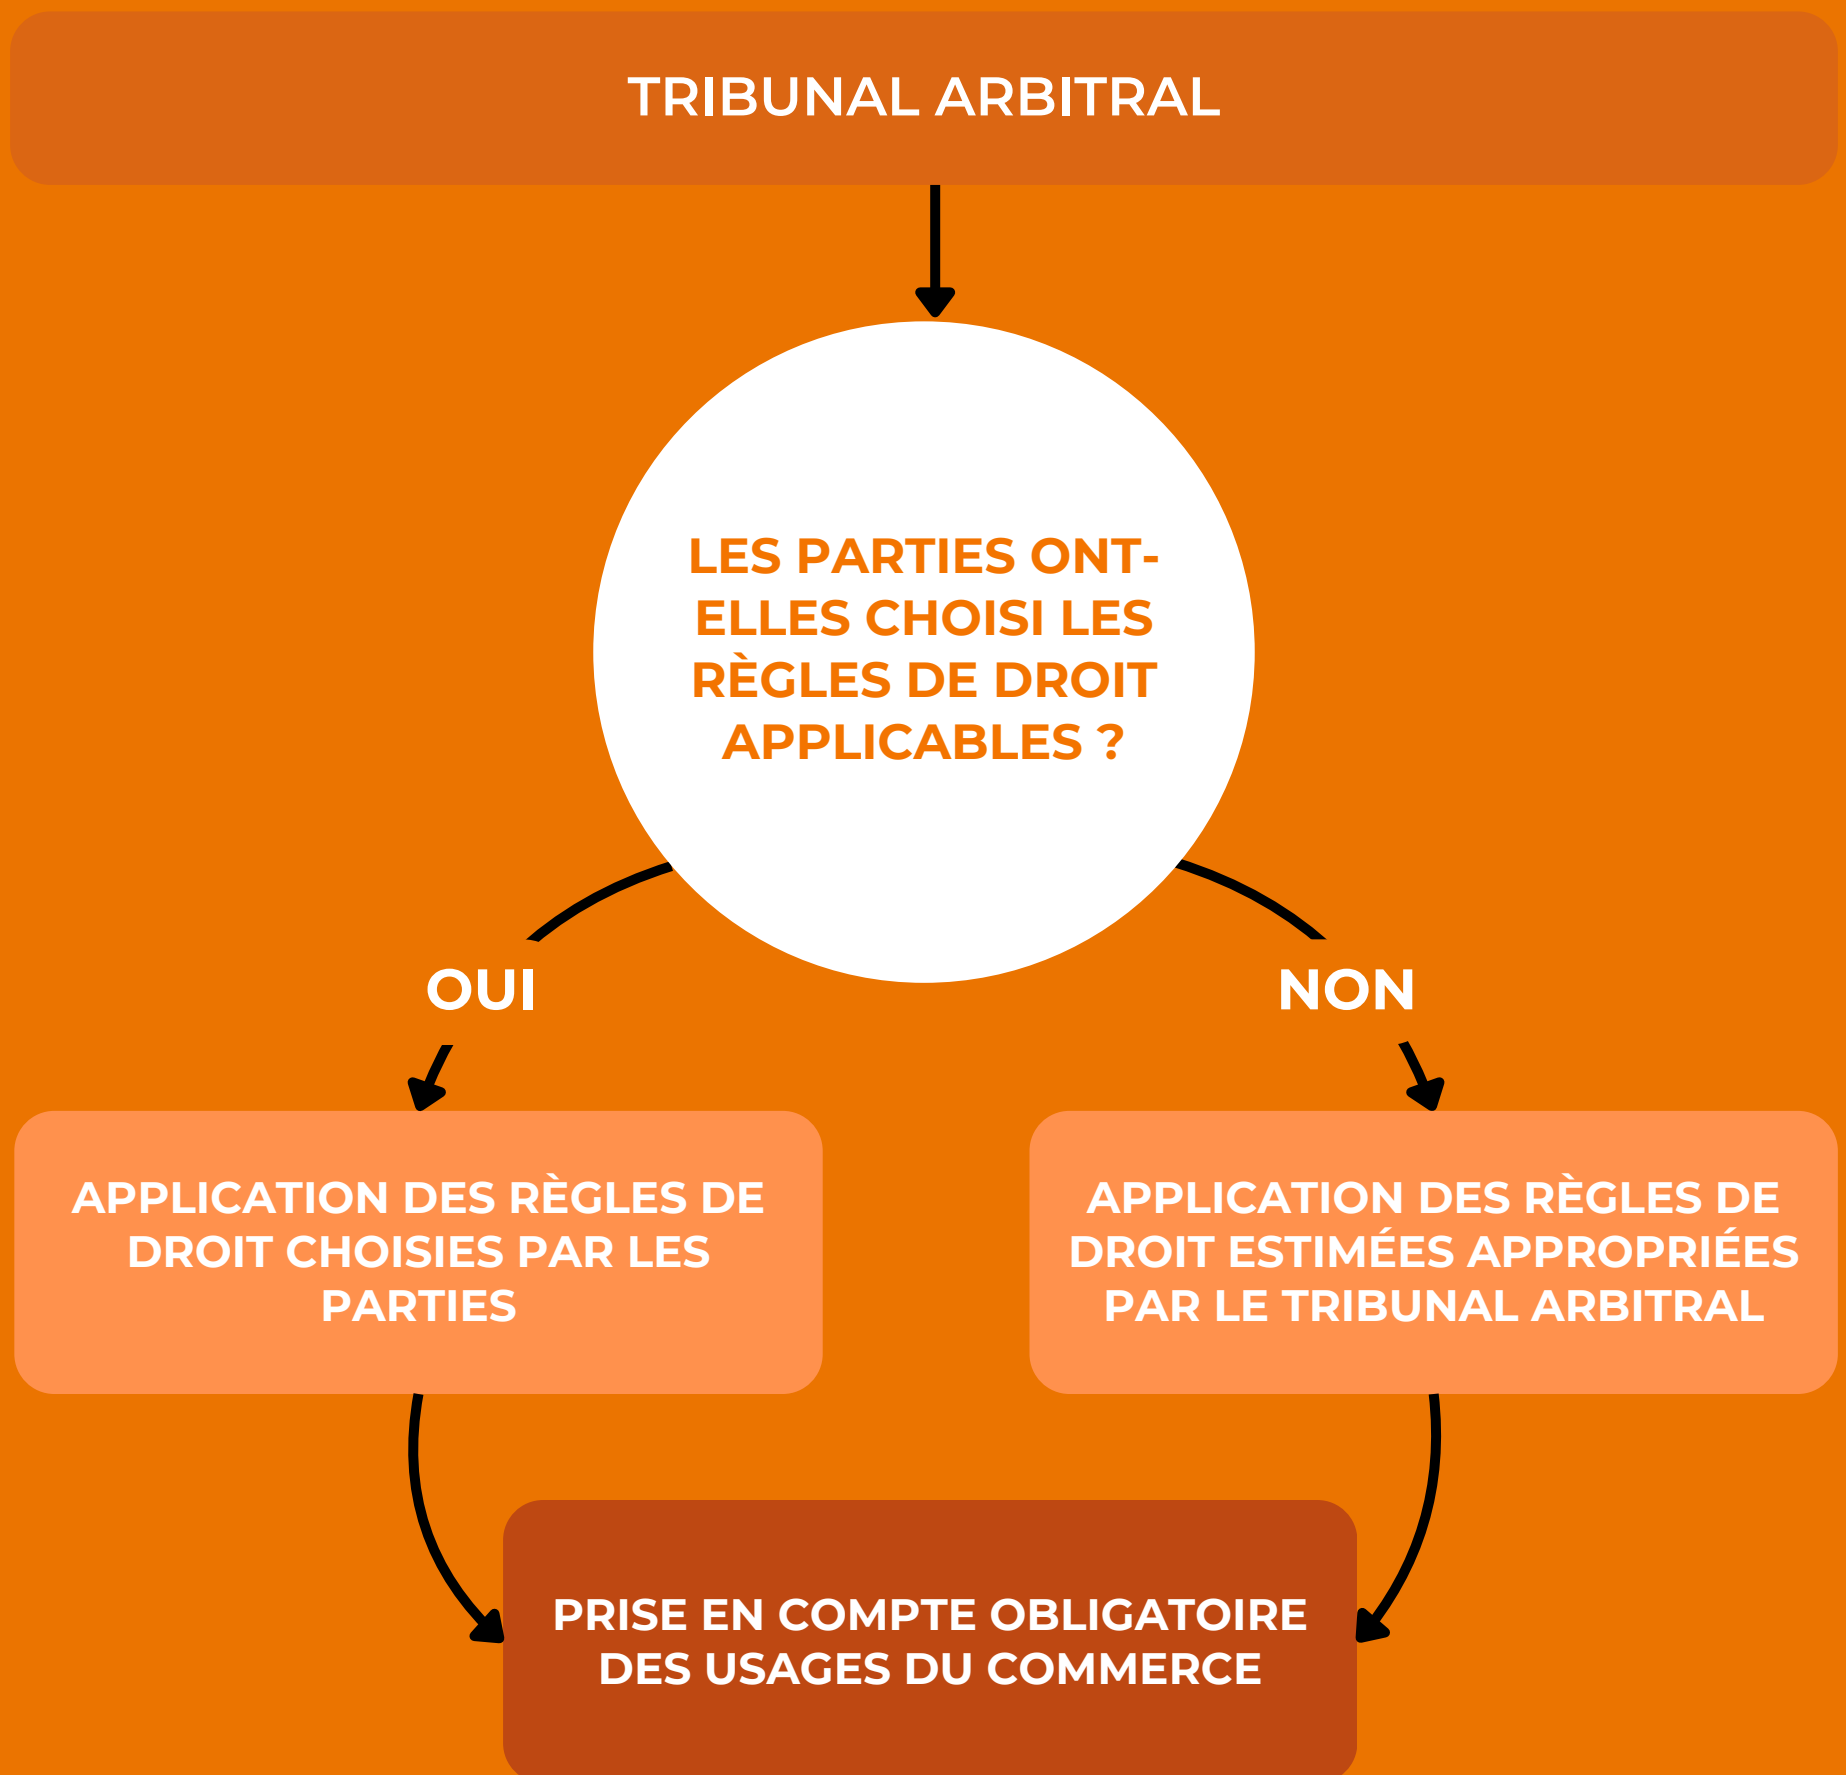 TRIBUNAL ARBITRAL
LES PARTIES ONT-
ELLES CHOISI LES
RÈGLES DE DROIT
APPLICABLES ?
OUI
NON
APPLICATION DES RÈGLES DE
DROIT CHOISIES PAR LES
PARTIES
APPLICATION DES RÈGLES DE
DROIT ESTIMÉES APPROPRIÉES
PAR LE TRIBUNAL ARBITRAL
PRISE EN COMPTE OBLIGATOIRE
DES USAGES DU COMMERCE